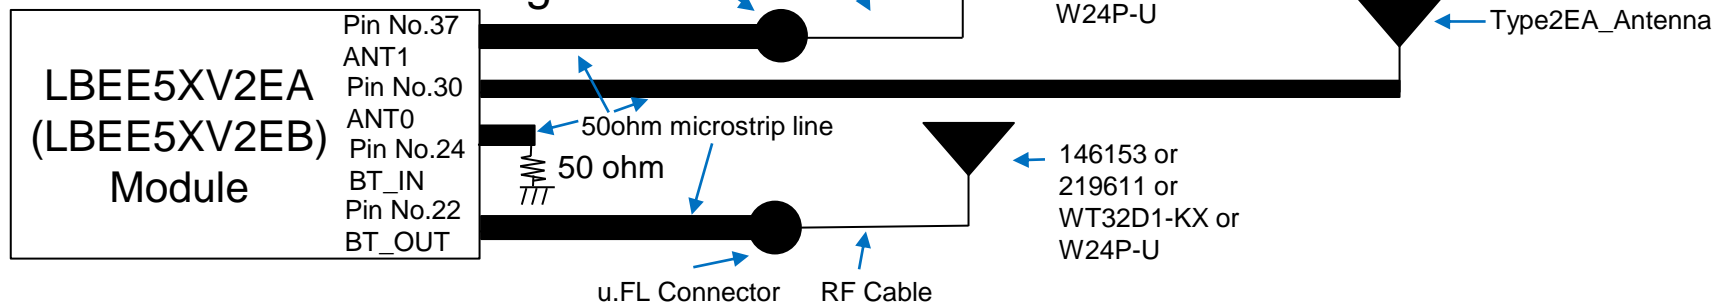 g
W24P-U
Type2EA_Antenna
Pin No.37
ANT1
Pin No.30
ANT0
Pin No.24
BT_IN
Pin No.22
BT_OUT
LBEE5XV2EA
(LBEE5XV2EB)
Module
50ohm microstrip line
50 ohm
146153 or
219611 or
WT32D1-KX or
W24P-U
u.FL Connector
RF Cable